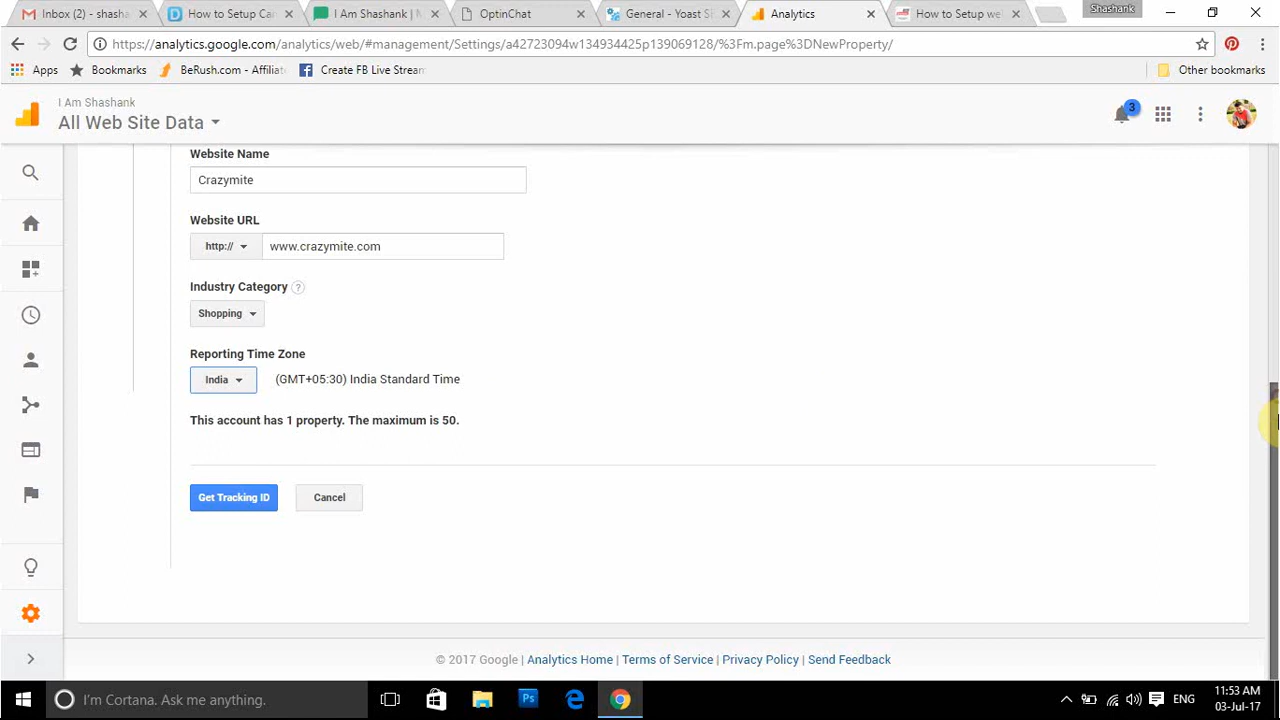 Inbox (2) - shasha
How to Setup Car
I Am Shashank | M
OptinChat
General - Yoast S
Analytics
How to Setup we
Shashank
https://analytics.google.com/analytics/web/#management/Settings/a42723094w134934425p139069128/%3Fm.page%3DNewProperty/
Apps
Bookmarks
BeRush.com - Affiliat
Create FB Live Strean
Other bookmarks
I Am Shashank
All Web Site Data
3
Website Name
Crazymite
Website URL
http://
www.crazymite.com
Industry Category ?
Shopping
Reporting Time Zone
India
(GMT+05:30) India Standard Time
This account has 1 property. The maximum is 50.
Get Tracking ID
Cancel
© 2017 Google | Analytics Home | Terms of Service | Privacy Policy | Send Feedback
I'm Cortana. Ask me anything.
Ps
ENG
11:53 AM
03-Jul-17